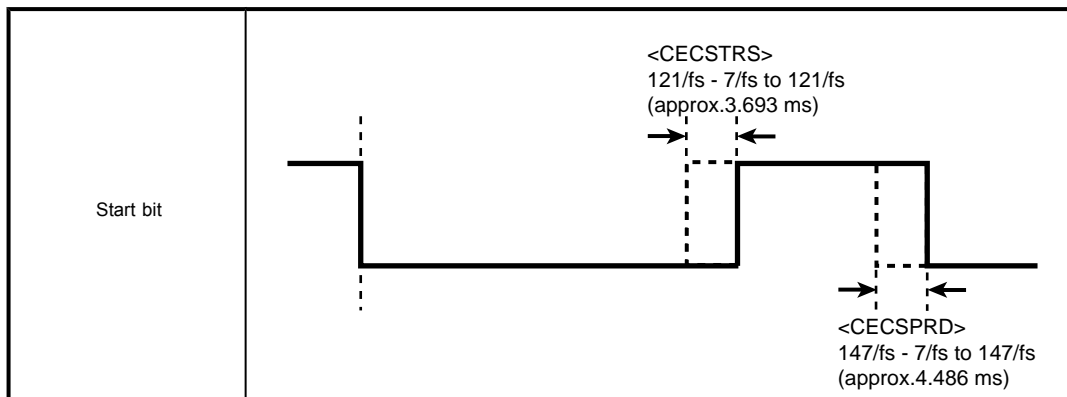 Start bit
<CECSTRS>
121/fs - 7/fs to 121/fs
(approx.3.693 ms)
<CECSPRD>
147/fs - 7/fs to 147/fs
(approx.4.486 ms)